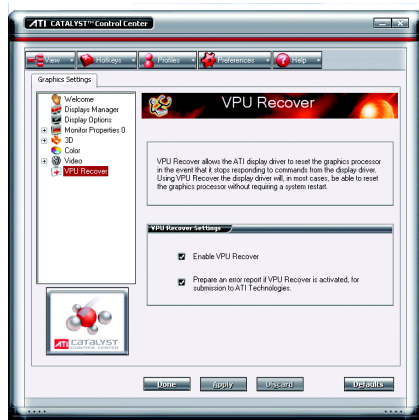 ATI CATALYST™ Control Center
View
Hotkeys
Profiles
Preferences
Help
Graphics Settings
Welcome
Displays Manager
Display Options
Monitor Properties 0
3D
Color
Video
VPU Recover
VPU Recover
VPU Recover allows the ATI display driver to reset the graphics processor
in the event that it stops responding to commands from the display driver.
Using VPU Recover the display driver will, in most cases, be able to reset
the graphics processor without requiring a system restart.
VPU Recover Settings
Enable VPU Recover
Prepare an error report if VPU Recover is activated, for
submission to ATI Technologies.
ATI CATALYST
CONTROL CENTER
Done
Apply
Discard
Defaults